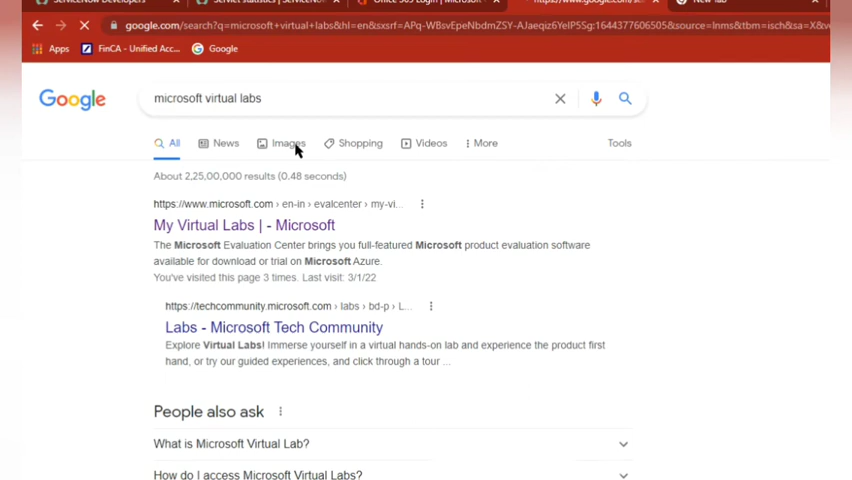 ServiceNow Developers
Servlet statistics | ServiceNow
Office 365 Login | Microsoft
New Tab
google.com/search?q=microsoft+virtual+labs&hl=en&sxsrf=APq-WBsvEpeNbdmZSY-AJaeqiz6YelP5Sg:1644377606505&source=lnms&tbm=isch&sa=X&v
Apps FinCA - Unified Acc... Google
Google microsoft virtual labs
All News Images Shopping Videos More Tools
About 2,25,00,000 results (0.48 seconds)
https://www.microsoft.com › en-in › evalcenter › my-vi...
My Virtual Labs | - Microsoft
The Microsoft Evaluation Center brings you full-featured Microsoft product evaluation software
available for download or trial on Microsoft Azure.
You've visited this page 3 times. Last visit: 3/1/22
https://techcommunity.microsoft.com › labs › bd-p › L...
Labs - Microsoft Tech Community
Explore Virtual Labs! Immerse yourself in a virtual hands-on lab and experience the product first
hand, or try our guided experiences, and click through a tour ...
People also ask
What is Microsoft Virtual Lab?
How do I access Microsoft Virtual Labs?